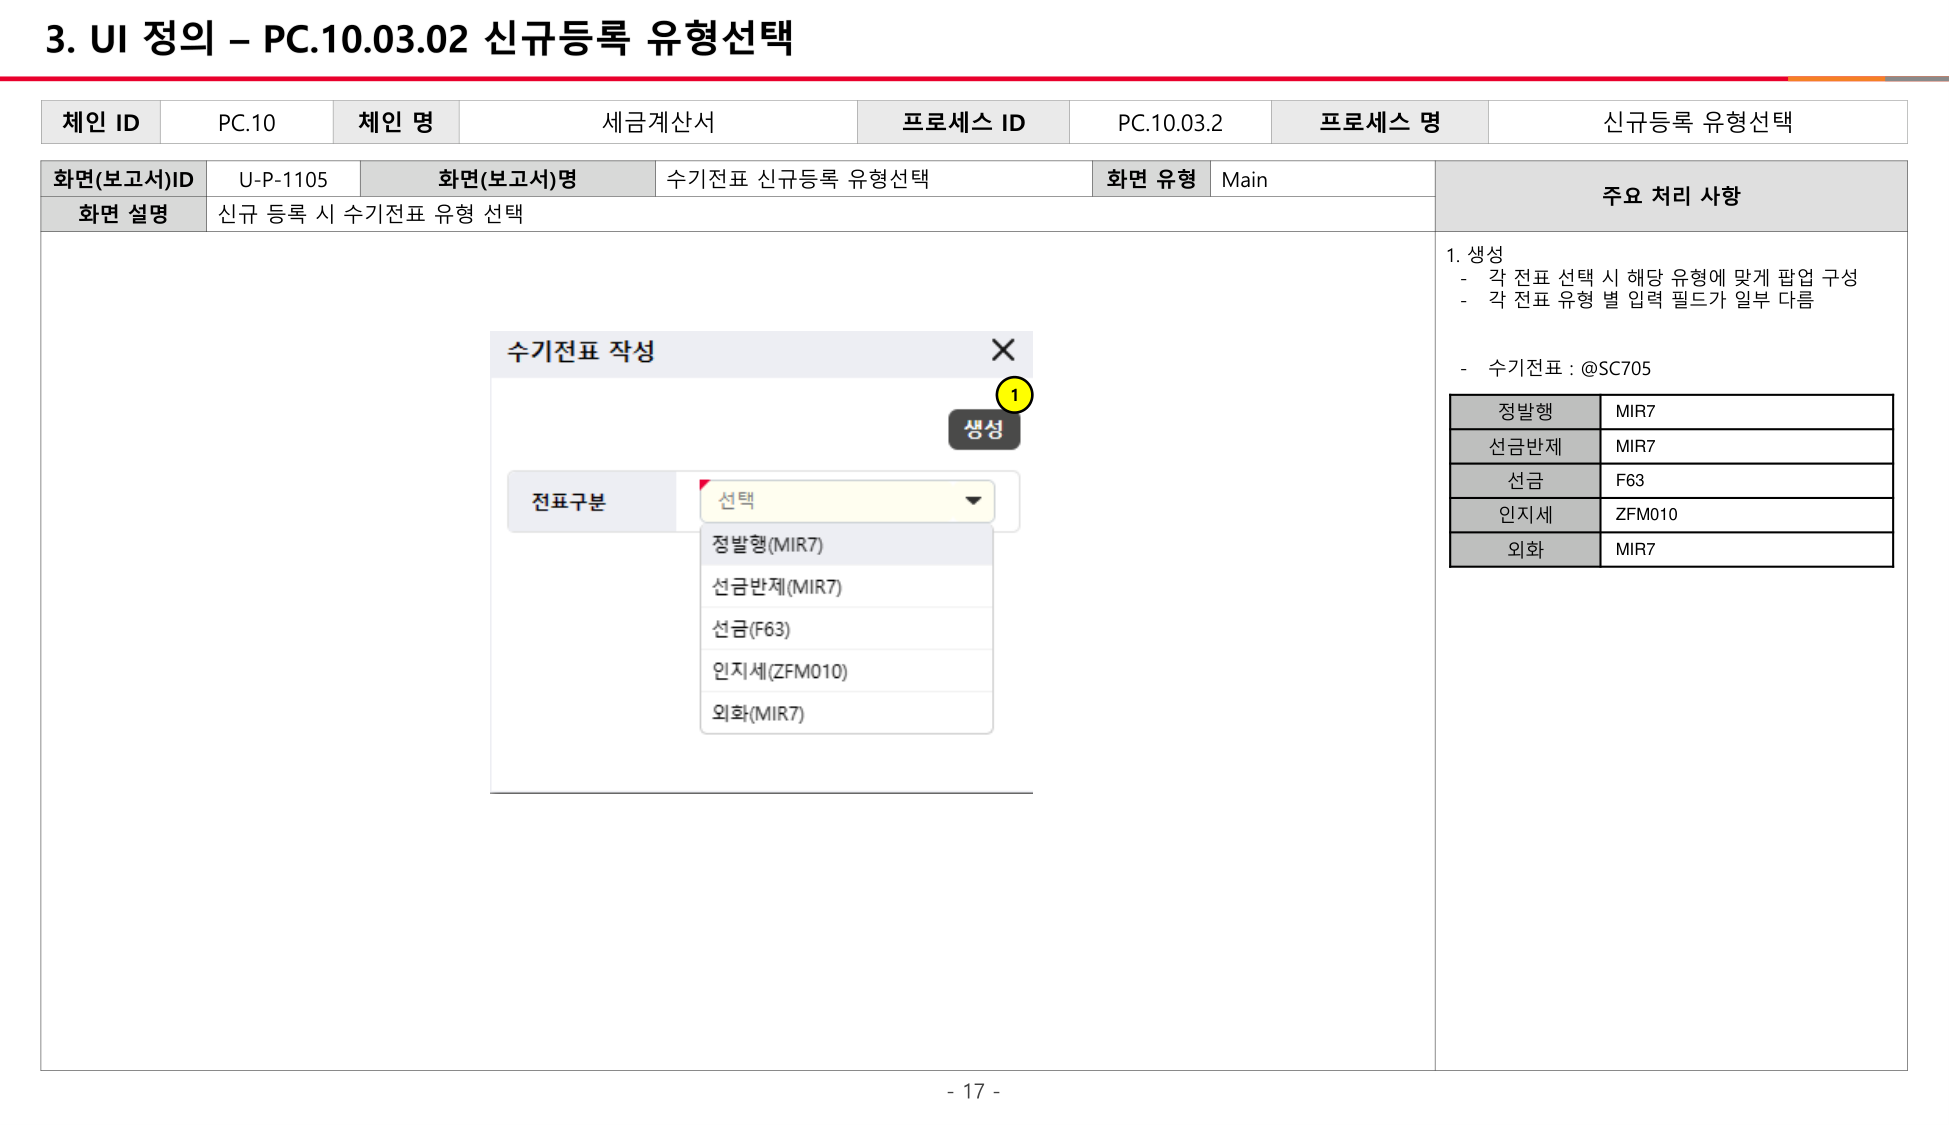 3. UI 정의 – PC.10.03.02 신규등록 유형선택
체인 ID PC.10 체인 명 세금계산서 프로세스 ID PC.10.03.2 프로세스 명 신규등록 유형선택
화면(보고서)ID U-P-1105 화면(보고서)명 수기전표 신규등록 유형선택 화면 유형 Main
주요 처리 사항
화면 설명 신규 등록 시 수기전표 유형 선택
수기전표 작성
1
생성
전표구분 선택
정발행(MIR7)
선금반제(MIR7)
선금(F63)
인지세(ZFM010)
외화(MIR7)
1. 생성
- 각 전표 선택 시 해당 유형에 맞게 팝업 구성
- 각 전표 유형 별 입력 필드가 일부 다름
- 수기전표 : @SC705
정발행 MIR7
선금반제 MIR7
선금 F63
인지세 ZFM010
외화 MIR7
- 17 -